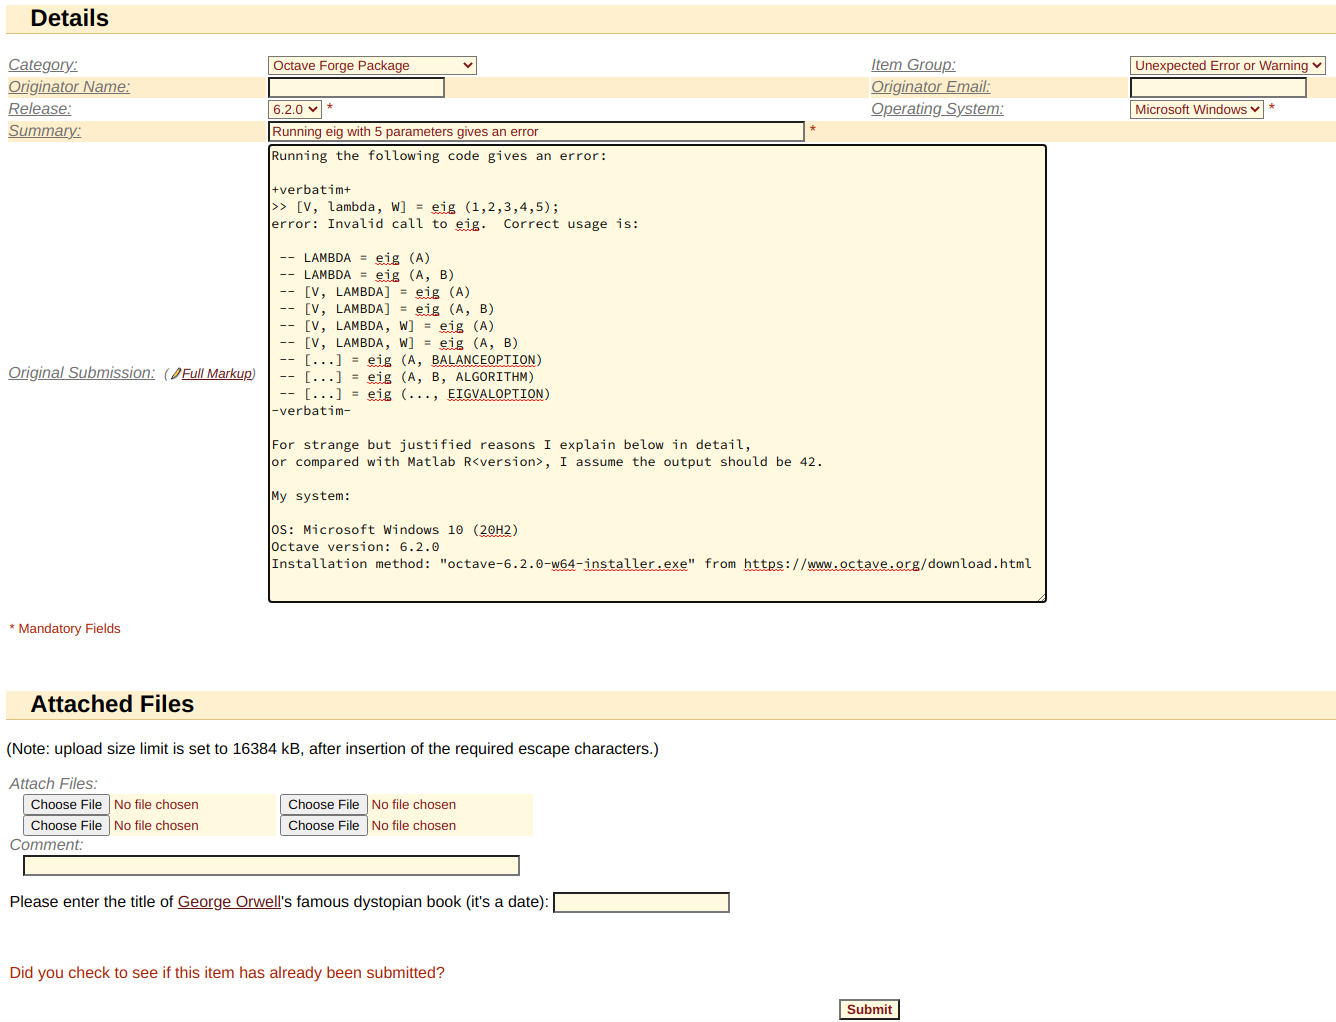 Details
Category: Octave Forge Package Item Group: Unexpected Error or Warning
Originator Name: Originator Email:
Release: 6.2.0 * Operating System: Microsoft Windows *
Summary: Running eig with 5 parameters gives an error *
Original Submission: (Full Markup)
Running the following code gives an error:
+verbatim+
>> [V, lambda, W] = eig (1,2,3,4,5);
error: Invalid call to eig.  Correct usage is:
-- LAMBDA = eig (A)
-- LAMBDA = eig (A, B)
-- [V, LAMBDA] = eig (A)
-- [V, LAMBDA] = eig (A, B)
-- [V, LAMBDA, W] = eig (A)
-- [V, LAMBDA, W] = eig (A, B)
-- [...] = eig (A, BALANCEOPTION)
-- [...] = eig (A, B, ALGORITHM)
-- [...] = eig (..., EIGVALOPTION)
-verbatim-
For strange but justified reasons I explain below in detail,
or compared with Matlab R<version>, I assume the output should be 42.
My system:
OS: Microsoft Windows 10 (20H2)
Octave version: 6.2.0
Installation method: "octave-6.2.0-w64-installer.exe" from https://www.octave.org/download.html
* Mandatory Fields
Attached Files
(Note: upload size limit is set to 16384 kB, after insertion of the required escape characters.)
Attach Files:
Choose File No file chosen Choose File No file chosen
Choose File No file chosen Choose File No file chosen
Comment:
Please enter the title of George Orwell's famous dystopian book (it's a date):
Did you check to see if this item has already been submitted?
Submit